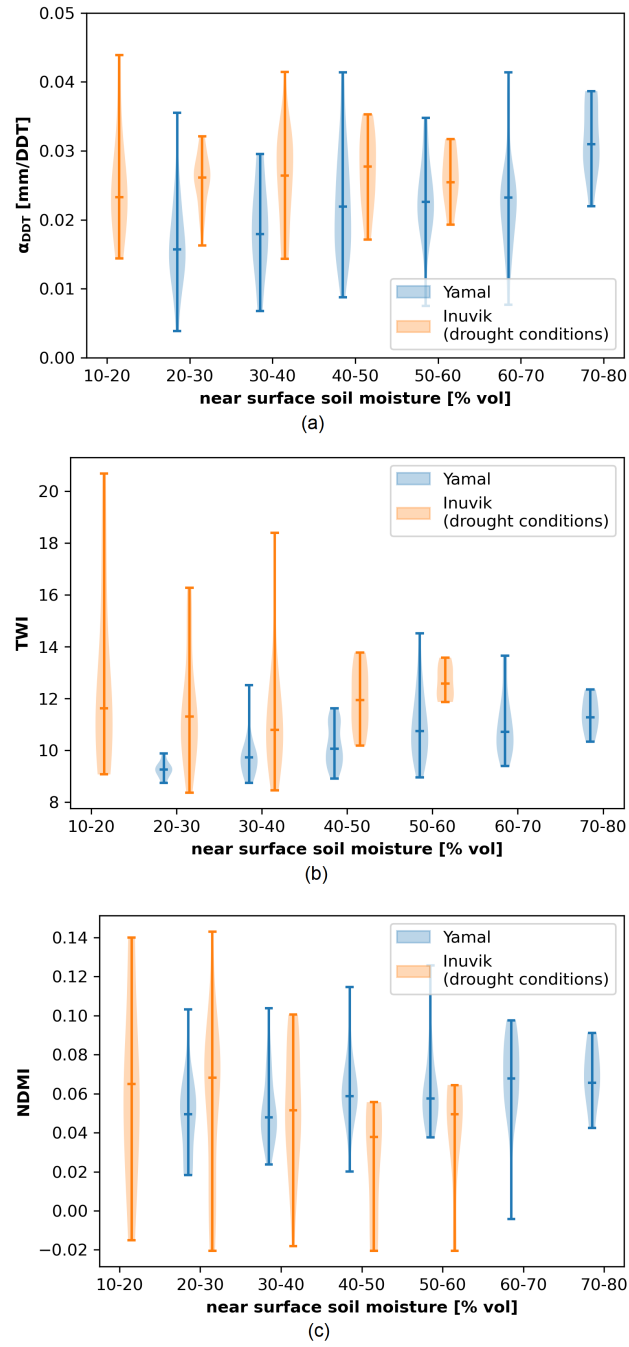 0.05
0.04
0.03
0.02
0.01
0.00
α_DDT [mm/DDT]
Yamal
Inuvik
(drought conditions)
10-20 20-30 30-40 40-50 50-60 60-70 70-80
near surface soil moisture [% vol]
(a)
20
18
16
14
12
10
8
TWI
Yamal
Inuvik
(drought conditions)
10-20 20-30 30-40 40-50 50-60 60-70 70-80
near surface soil moisture [% vol]
(b)
0.14
0.12
0.10
0.08
0.06
0.04
0.02
0.00
−0.02
NDMI
Yamal
Inuvik
(drought conditions)
10-20 20-30 30-40 40-50 50-60 60-70 70-80
near surface soil moisture [% vol]
(c)